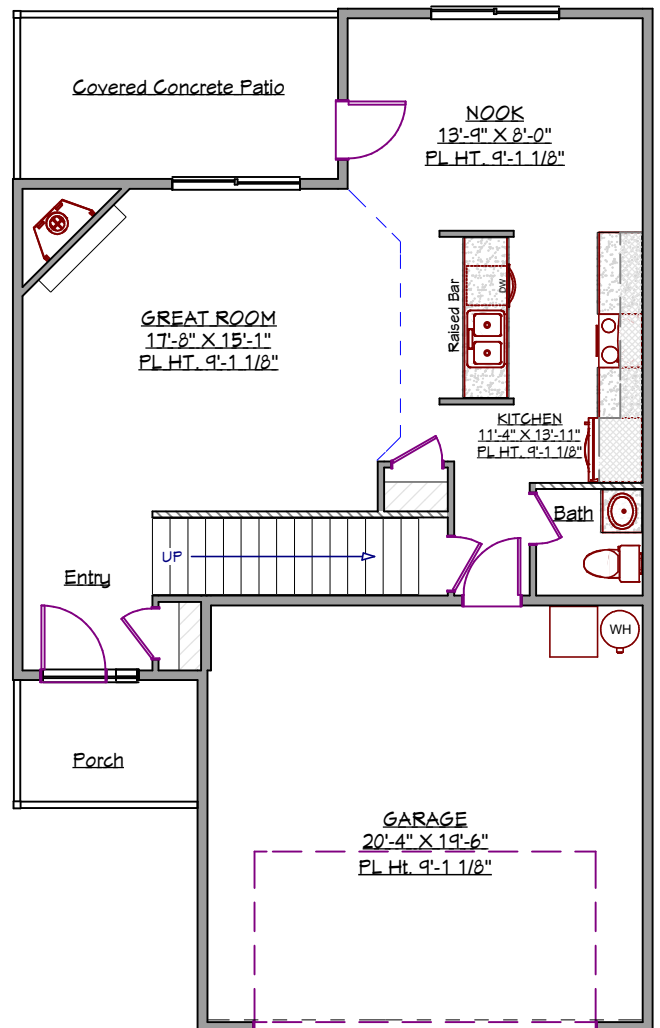 Covered Concrete Patio
NOOK
13'-9" X 8'-0"
PL HT. 9'-1 1/8"
GREAT ROOM
17'-8" X 15'-1"
PL HT. 9'-1 1/8"
Raised Bar
DW
KITCHEN
11'-4" X 13'-11"
PL HT. 9'-1 1/8"
Bath
UP
Entry
WH
Porch
GARAGE
20'-4" X 19'-6"
PL Ht. 9'-1 1/8"